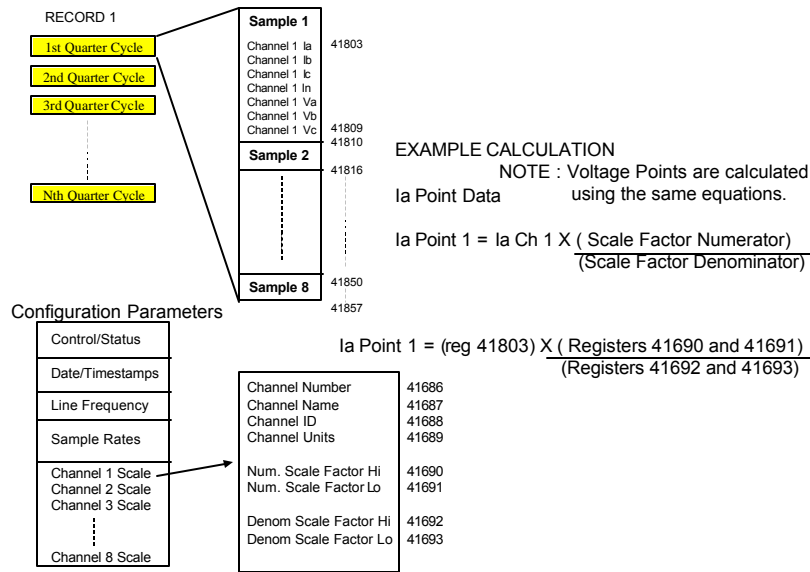 RECORD 1
1st Quarter Cycle
2nd Quarter Cycle
3rd Quarter Cycle
Nth Quarter Cycle
Sample 1
Channel 1 Ia 41803
Channel 1 Ib
Channel 1 Ic
Channel 1 In
Channel 1 Va
Channel 1 Vb
Channel 1 Vc 41809
41810
Sample 2
41816
Sample 8 41850
41857
EXAMPLE CALCULATION
NOTE : Voltage Points are calculated
using the same equations.
Ia Point Data
Ia Point 1 = Ia Ch 1 X ( Scale Factor Numerator)
(Scale Factor Denominator)
Ia Point 1 = (reg 41803) X ( Registers 41690 and 41691)
(Registers 41692 and 41693)
Configuration Parameters
Control/Status
Date/Timestamps
Line Frequency
Sample Rates
Channel 1 Scale
Channel 2 Scale
Channel 3 Scale
Channel 8 Scale
Channel Number 41686
Channel Name 41687
Channel ID 41688
Channel Units 41689
Num. Scale Factor Hi 41690
Num. Scale Factor Lo 41691
Denom Scale Factor Hi 41692
Denom Scale Factor Lo 41693